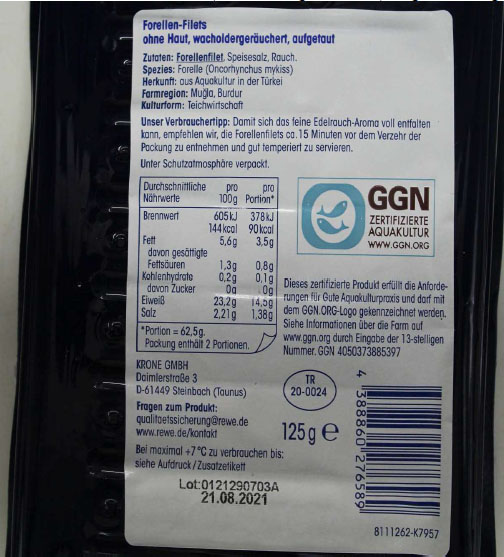 Forellen-Filets
ohne Haut, wacholdergeräuchert, aufgetaut
Zutaten: Forellenfilet, Speisesalz, Rauch.
Spezies: Forelle (Oncorhynchus mykiss)
Herkunft: aus Aquakultur in der Türkei
Farmregion: Muğla, Burdur
Kulturform: Teichwirtschaft
Unser Verbrauchertipp: Damit sich das feine Edelrauch-Aroma voll entfalten
kann, empfehlen wir, die Forellenfilets ca. 15 Minuten vor dem Verzehr der
Packung zu entnehmen und gut temperiert zu servieren.
Unter Schutzatmosphäre verpackt.
Durchschnittliche pro pro
Nährwerte 100g Portion*
Brennwert 605 kJ 378 kJ
144 kcal 90 kcal
Fett 5,6g 3,5g
davon gesättigte
Fettsäuren 1,3g 0,8g
Kohlenhydrate 0,2g 0,1g
davon Zucker 0g 0g
Eiweiß 23,2g 14,5g
Salz 2,21g 1,38g
*Portion = 62,5g.
Packung enthält 2 Portionen.
GGN
ZERTIFIZIERTE
AQUAKULTUR
WWW.GGN.ORG
Dieses zertifizierte Produkt erfüllt die Anforde-
rungen für Gute Aquakulturpraxis und darf mit
dem GGN.ORG-Logo gekennzeichnet werden.
Siehe Informationen über die Farm auf
www.ggn.org durch Eingabe der 13-stelligen
Nummer. GGN 4050373885397
KRONE GMBH
Daimlerstraße 3
D-61449 Steinbach (Taunus)
Fragen zum Produkt:
qualitaetssicherung@rewe.de
www.rewe.de/kontakt
TR
20-0024
125 g e
Bei maximal +7°C zu verbrauchen bis:
siehe Aufdruck/Zusatzetikett
Lot:0121290703A
21.08.2021
4 388860 276589
8111262-K7957